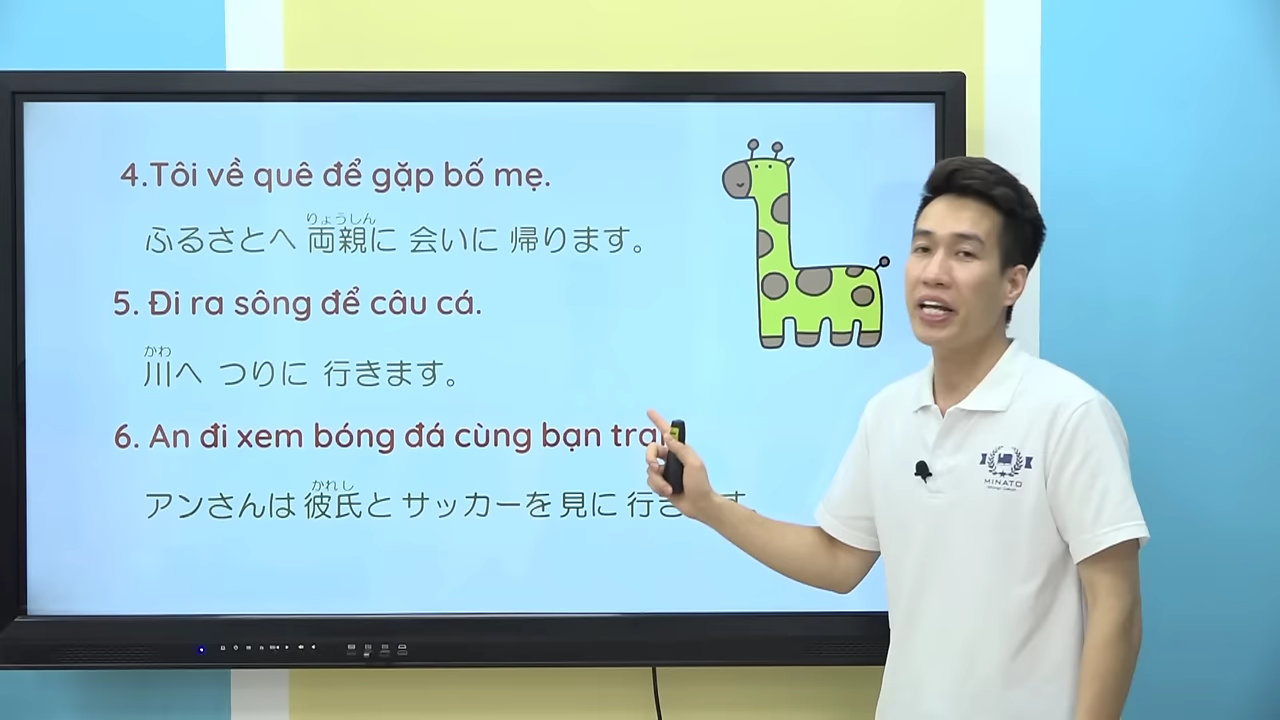 4.Tôi về quê để gặp bố mẹ.
りょうしん
ふるさとへ 両親に 会いに 帰ります。
5. Đi ra sông để câu cá.
かわ
川へ つりに 行きます。
6. An đi xem bóng đá cùng bạn
かれし
アンさんは 彼氏と サッカーを 見に
MINATO